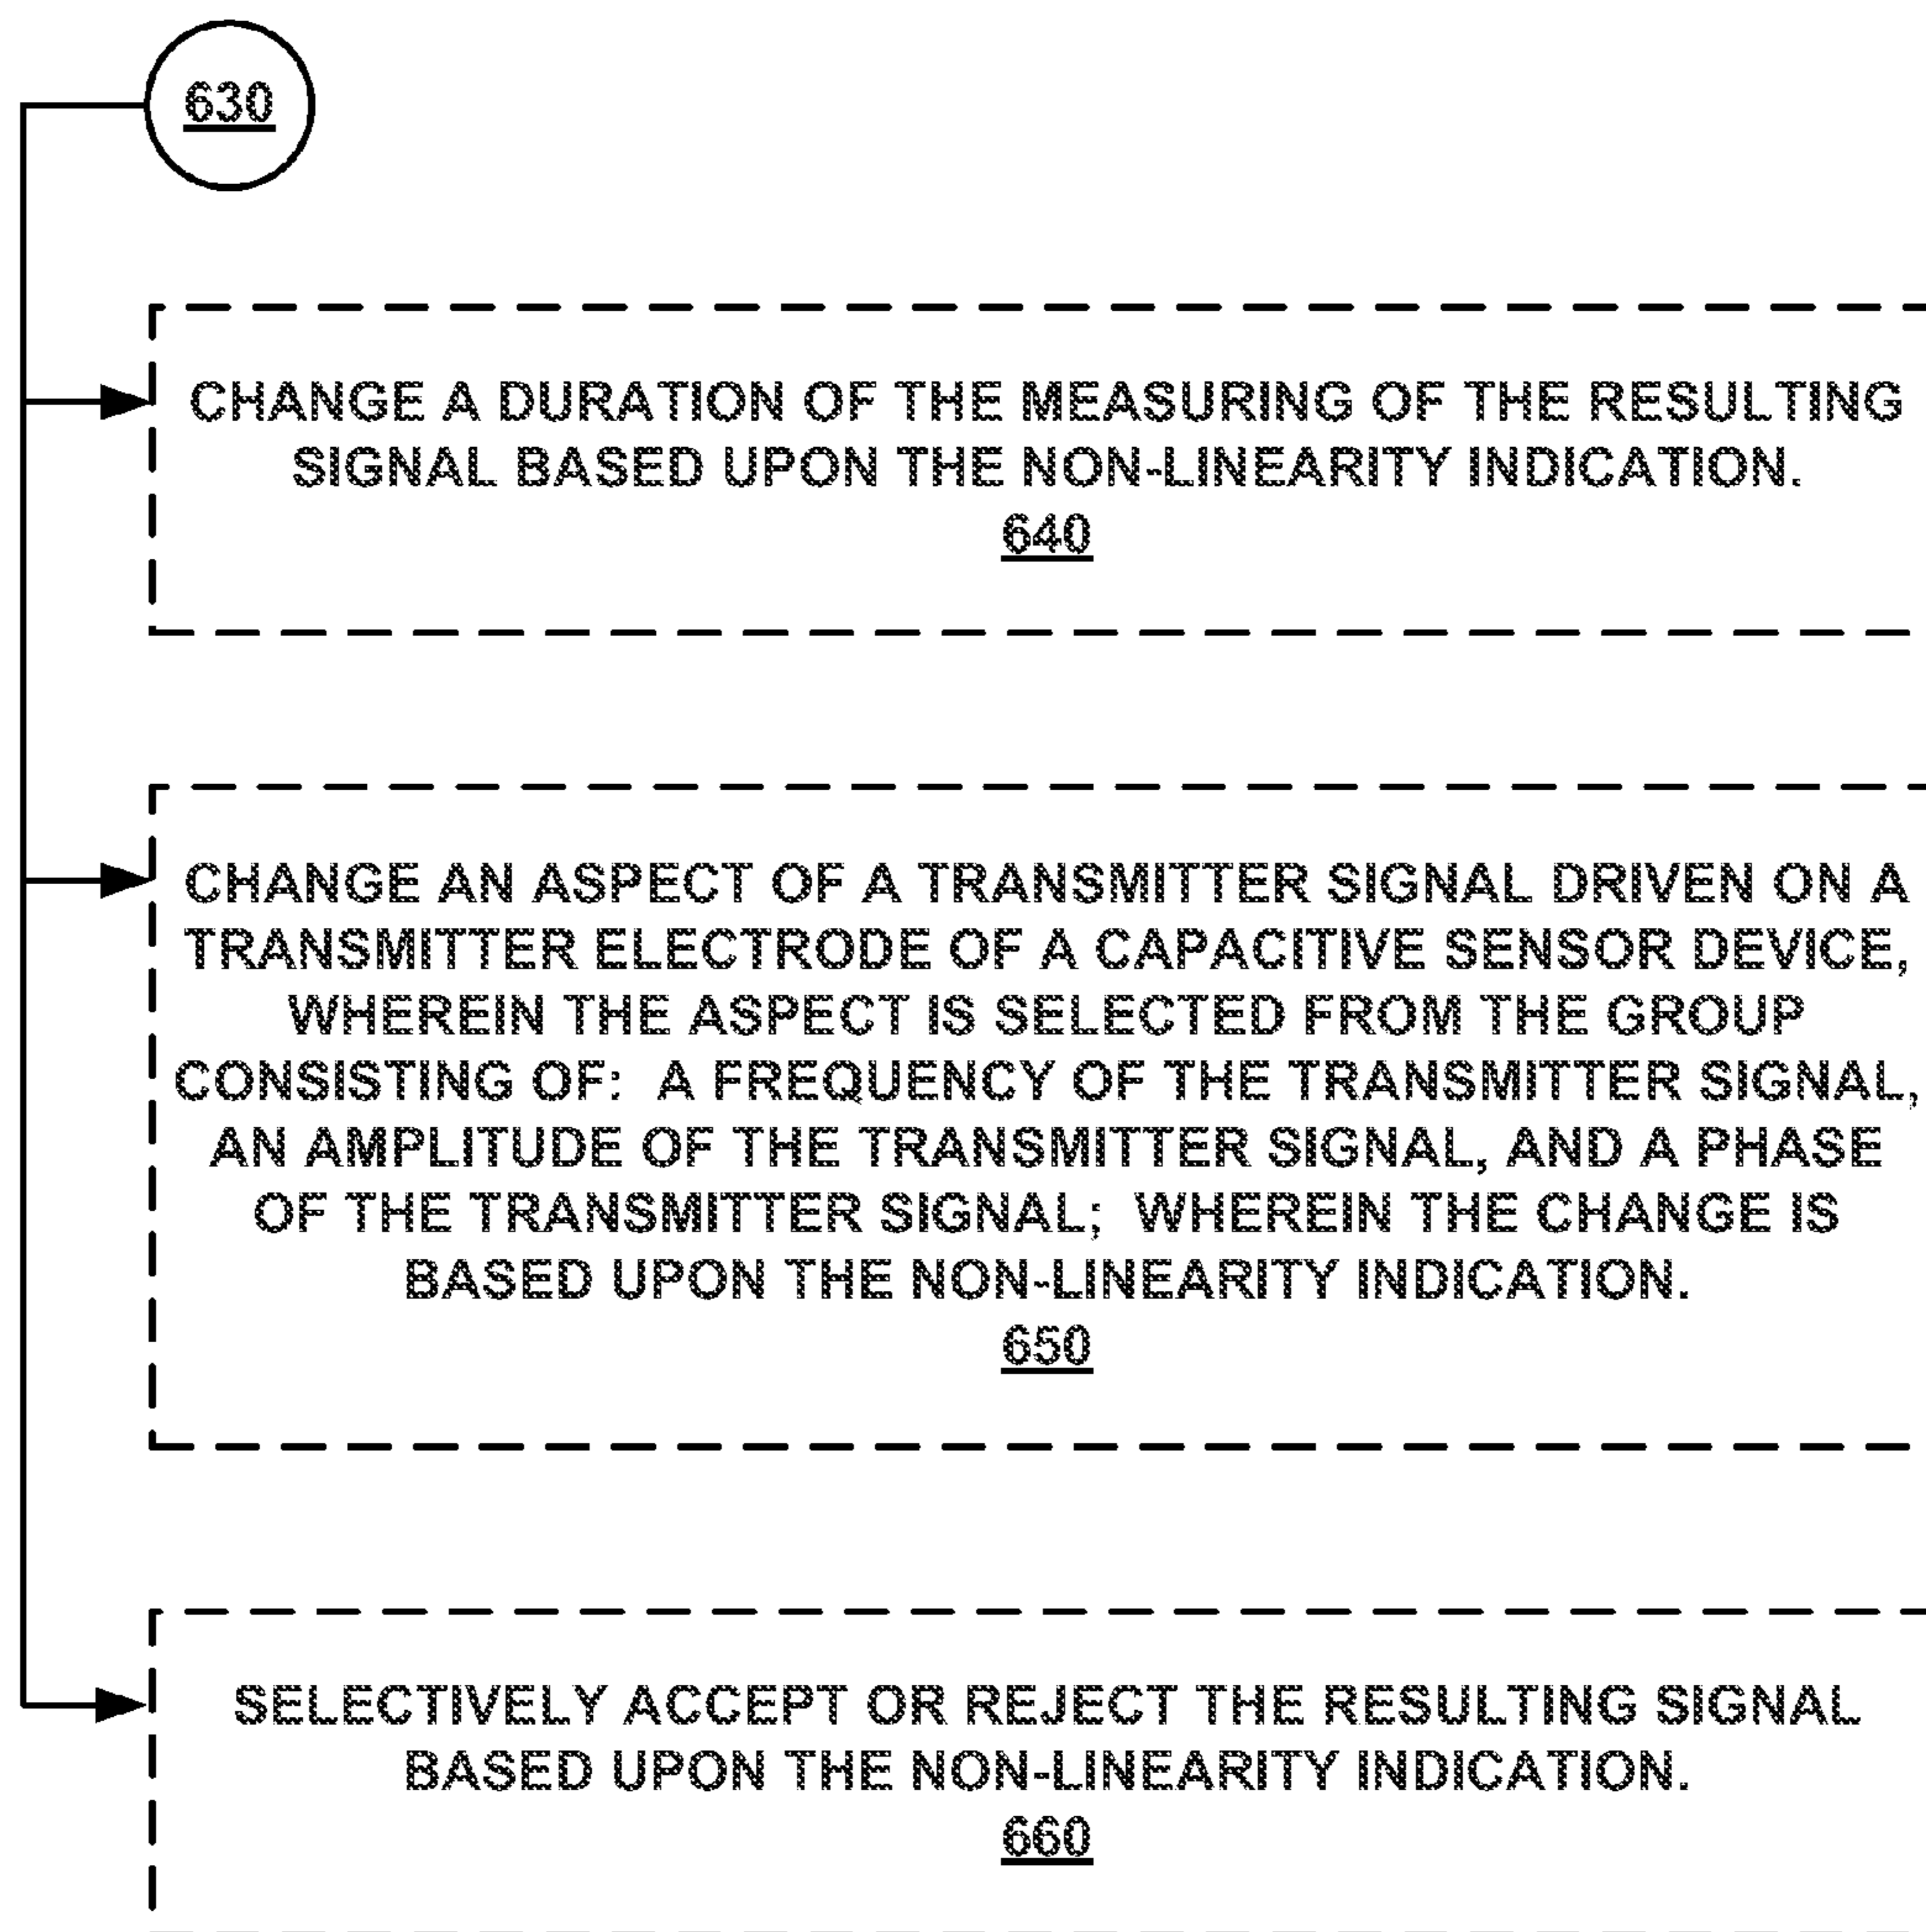 630
CHANGE A DURATION OF THE MEASURING OF THE RESULTING
SIGNAL BASED UPON THE NON-LINEARITY INDICATION.
640
CHANGE AN ASPECT OF A TRANSMITTER SIGNAL DRIVEN ON A
TRANSMITTER ELECTRODE OF A CAPACITIVE SENSOR DEVICE,
WHEREIN THE ASPECT IS SELECTED FROM THE GROUP
CONSISTING OF: A FREQUENCY OF THE TRANSMITTER SIGNAL,
AN AMPLITUDE OF THE TRANSMITTER SIGNAL, AND A PHASE
OF THE TRANSMITTER SIGNAL; WHEREIN THE CHANGE IS
BASED UPON THE NON-LINEARITY INDICATION.
650
SELECTIVELY ACCEPT OR REJECT THE RESULTING SIGNAL
BASED UPON THE NON-LINEARITY INDICATION.
660